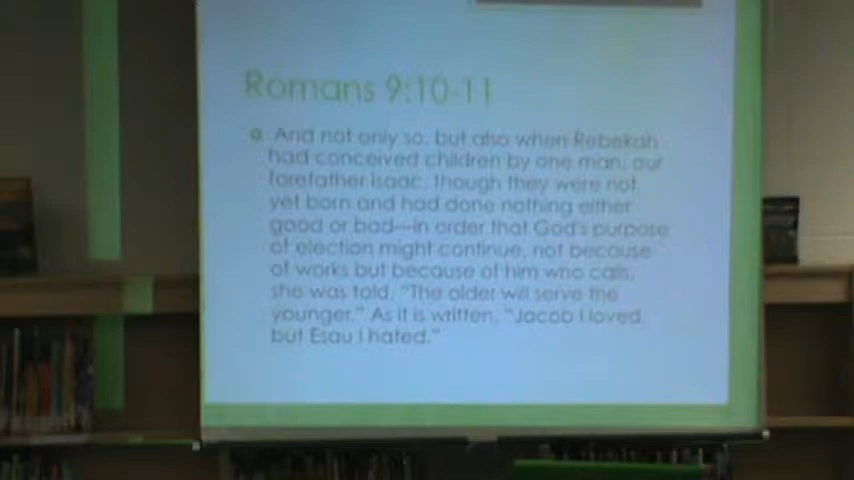 Romans 9:10-11
And not only so, but also when Rebekah
had conceived children by one man, our
forefather Isaac, though they were not
yet born and had done nothing either
good or bad—in order that God's purpose
of election might continue, not because
of works but because of him who calls,
she was told, "The older will serve the
younger." As it is written, "Jacob I loved
but Esau I hated."